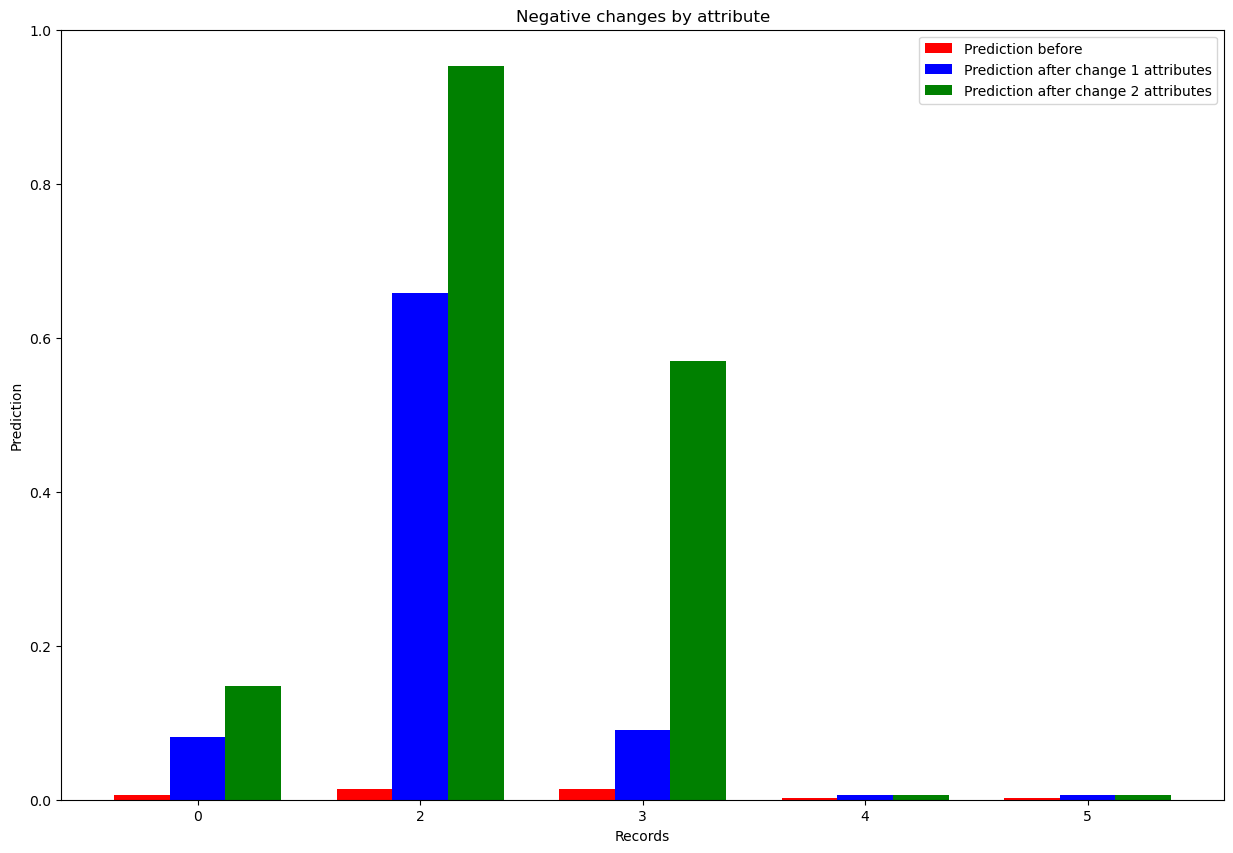 Negative changes by attribute
Prediction before
Prediction after change 1 attributes
Prediction after change 2 attributes
Prediction
1.0
0.8
0.6
0.4
0.2
0.0
0 2 3 4 5
Records